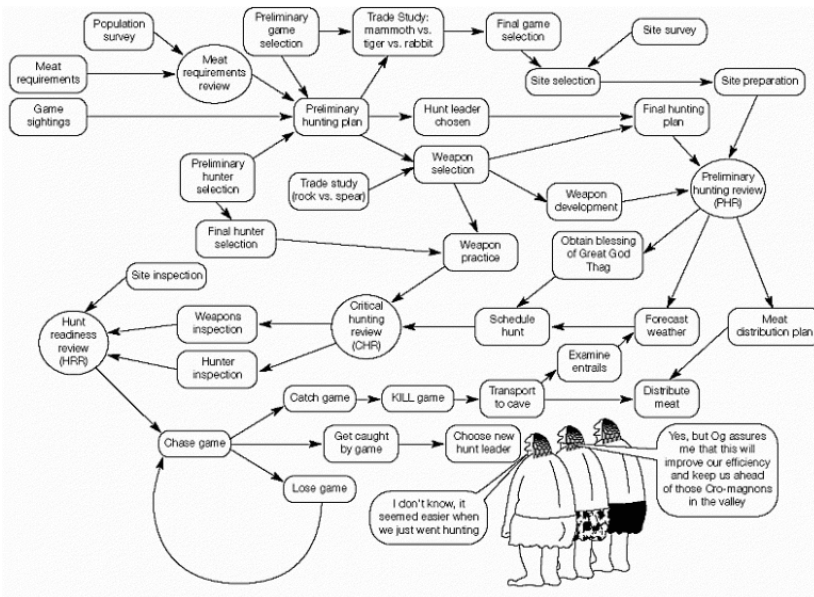 Population
survey
Preliminary
game
selection
Trade Study:
mammoth vs.
tiger vs. rabbit
Final game
selection
Site survey
Meat
requirements
Meat
requirements
review
Site selection
Site preparation
Game
sightings
Preliminary
hunting plan
Hunt leader
chosen
Final hunting
plan
Preliminary
hunter
selection
Trade study
(rock vs. spear)
Weapon
selection
Weapon
development
Preliminary
hunting review
(PHR)
Final hunter
selection
Weapon
practice
Obtain blessing
of Great God
Thag
Site inspection
Hunt
readiness
review
(HRR)
Weapons
inspection
Critical
hunting
review
(CHR)
Schedule
hunt
Forecast
weather
Meat
distribution plan
Hunter
inspection
Examine
entrails
Catch game
KILL game
Transport
to cave
Distribute
meat
Chase game
Get caught
by game
Choose new
hunt leader
Lose game
I don't know, it
seemed easier when
we just went hunting
Yes, but Og assures
me that this will
improve our efficiency
and keep us ahead
of those Cro-magnons
in the valley